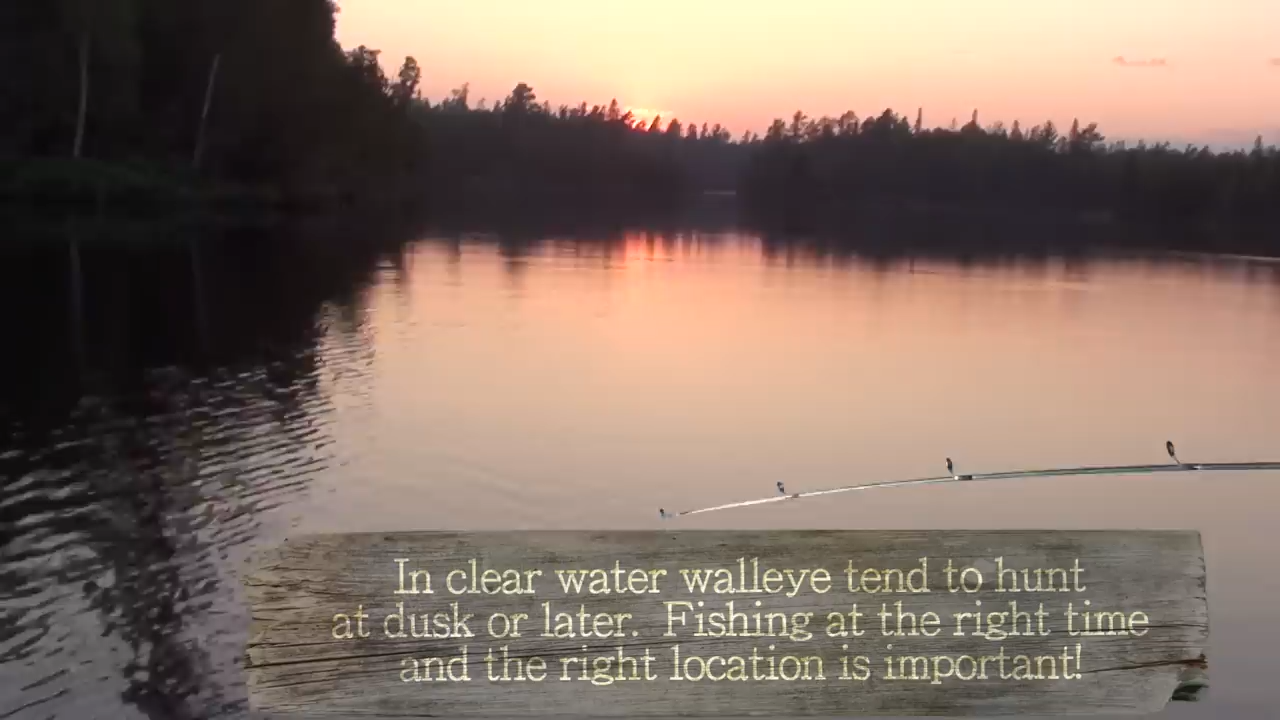 In clear water walleye tend to hunt
at dusk or later.  Fishing at the right time
and the right location is important!